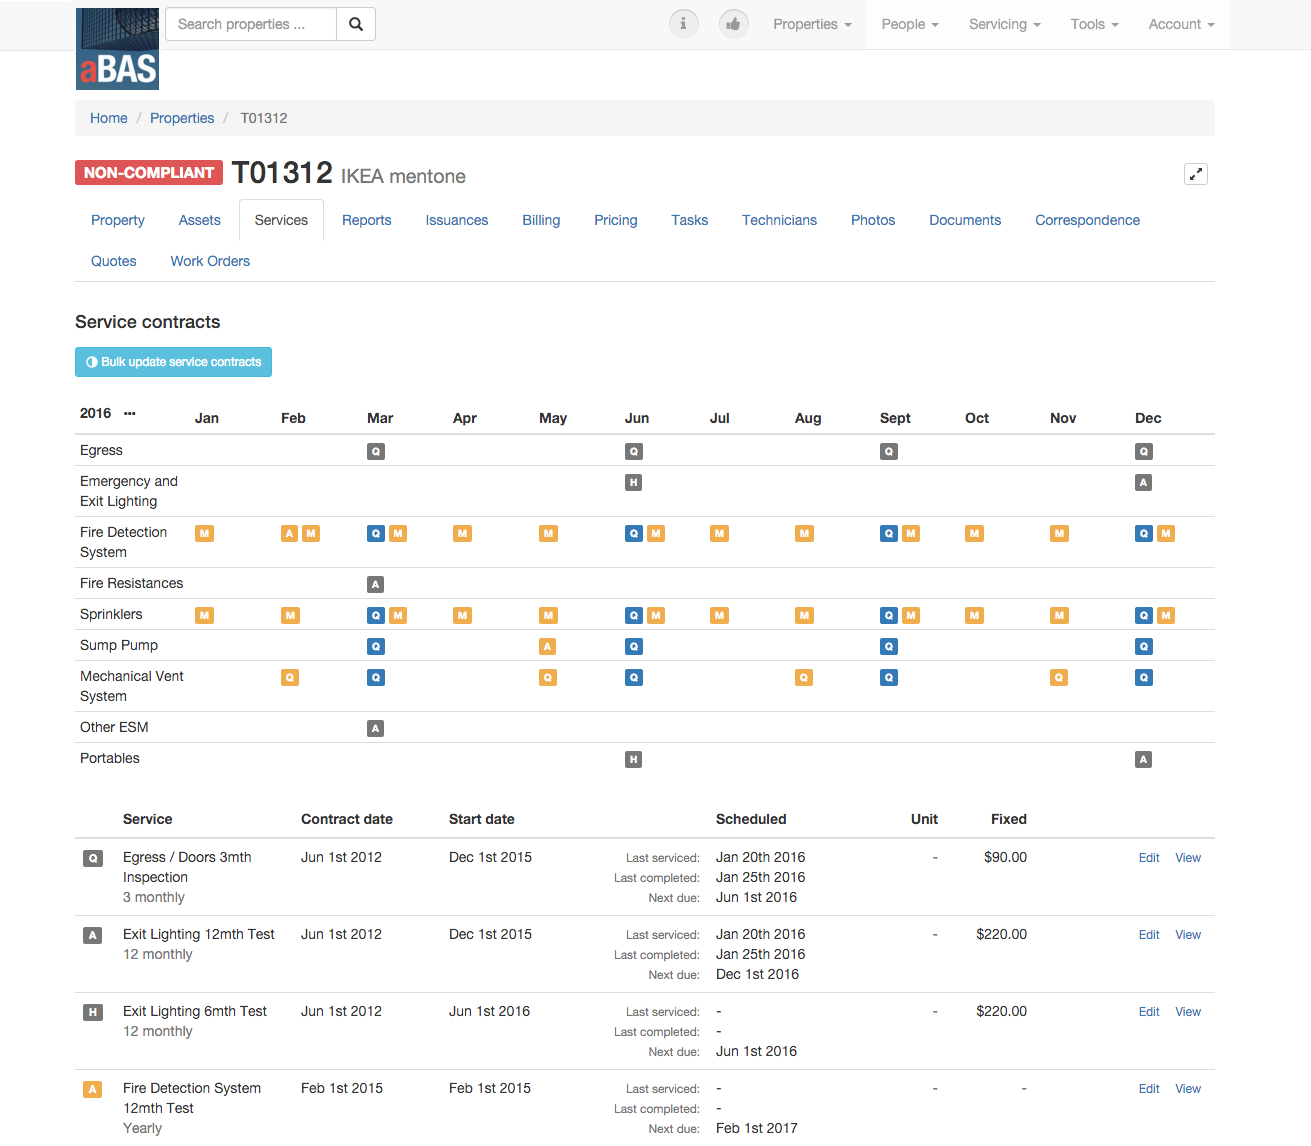 Search properties ...
Properties
People
Servicing
Tools
Account
aBAS
Home / Properties / T01312
NON-COMPLIANT T01312 IKEA mentone
Property Assets Services Reports Issuances Billing Pricing Tasks Technicians Photos Documents Correspondence
Quotes Work Orders
Service contracts
Bulk update service contracts
2016 ... Jan Feb Mar Apr May Jun Jul Aug Sept Oct Nov Dec
Egress Q Q Q Q
Emergency and
Exit Lighting H A
Fire Detection
System M A M Q M M M Q M M M Q M M M Q M
Fire Resistances A
Sprinklers M M Q M M M Q M M M Q M M M Q M
Sump Pump Q A Q Q Q
Mechanical Vent
System Q Q Q Q Q Q Q Q
Other ESM A
Portables H A
Service Contract date Start date Scheduled Unit Fixed
Q Egress / Doors 3mth Jun 1st 2012 Dec 1st 2015 Last serviced: Jan 20th 2016 - $90.00 Edit View
Inspection Last completed: Jan 25th 2016
3 monthly Next due: Jun 1st 2016
A Exit Lighting 12mth Test Jun 1st 2012 Dec 1st 2015 Last serviced: Jan 20th 2016 - $220.00 Edit View
12 monthly Last completed: Jan 25th 2016
Next due: Dec 1st 2016
H Exit Lighting 6mth Test Jun 1st 2012 Jun 1st 2016 Last serviced: - - $220.00 Edit View
12 monthly Last completed: -
Next due: Jun 1st 2016
A Fire Detection System Feb 1st 2015 Feb 1st 2015 Last serviced: - - - Edit View
12mth Test Last completed: -
Yearly Next due: Feb 1st 2017